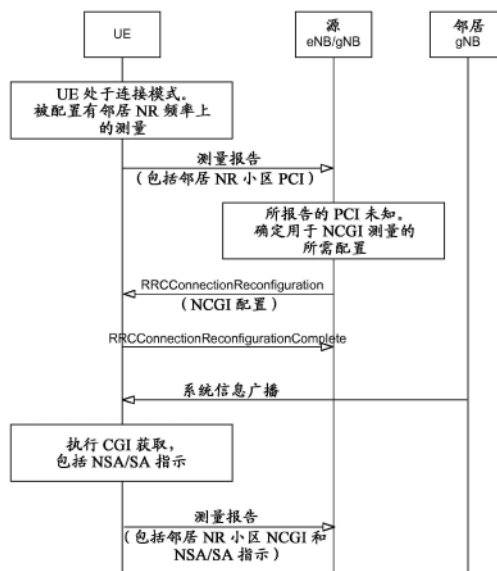 UE
源
eNB/gNB
邻居
gNB
UE 处于连接模式。
被配置有邻居 NR 频率上
的测量
测量报告
(包括邻居 NR 小区 PCI)
所报告的 PCI 未知。
确定用于 NCGI 测量的
所需配置
RRCConnectionReconfiguration
(NCGI 配置)
RRCConnectionReconfigurationComplete
系统信息广播
执行 CGI 获取，
包括 NSA/SA 指示
测量报告
(包括邻居 NR 小区 NCGI 和
NSA/SA 指示)